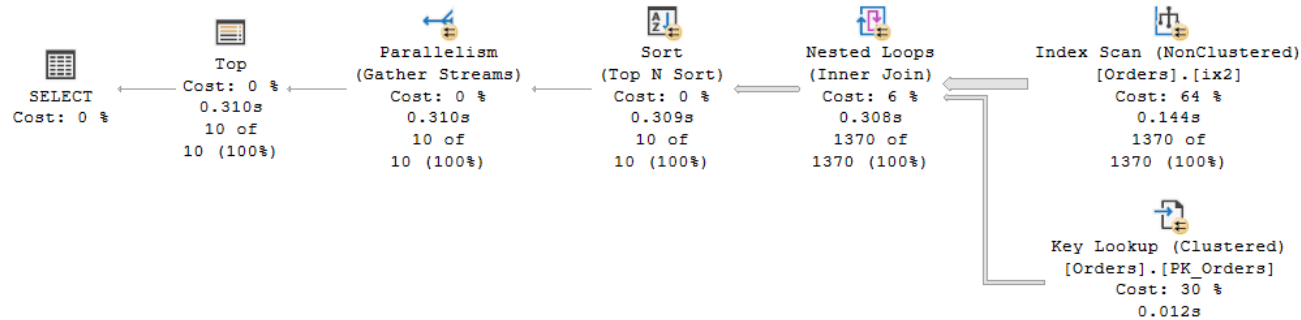 SELECT
Cost: 0 %
Top
Cost: 0 %
0.310s
10 of
10 (100%)
Parallelism
(Gather Streams)
Cost: 0 %
0.310s
10 of
10 (100%)
Sort
(Top N Sort)
Cost: 0 %
0.309s
10 of
10 (100%)
Nested Loops
(Inner Join)
Cost: 6 %
0.308s
1370 of
1370 (100%)
Index Scan (NonClustered)
[Orders].[ix2]
Cost: 64 %
0.144s
1370 of
1370 (100%)
Key Lookup (Clustered)
[Orders].[PK_Orders]
Cost: 30 %
0.012s